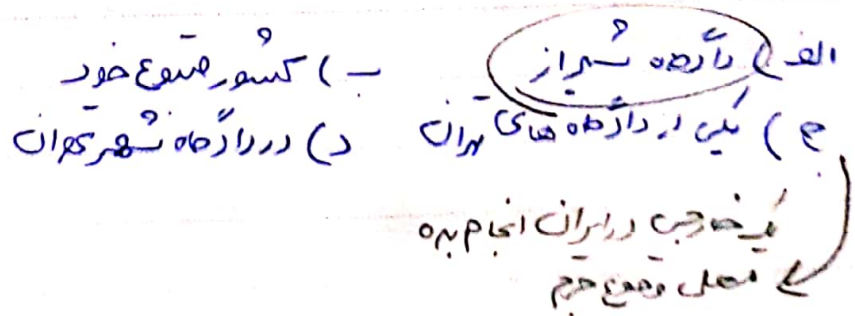 الف) دادگاه شیراز ب) کشور متبوع خود
ج) یکی از دادگاه های تهران د) در دادگاه شهر تهران
یک خارجی در ایران انجام بده
محل وقوع جرم